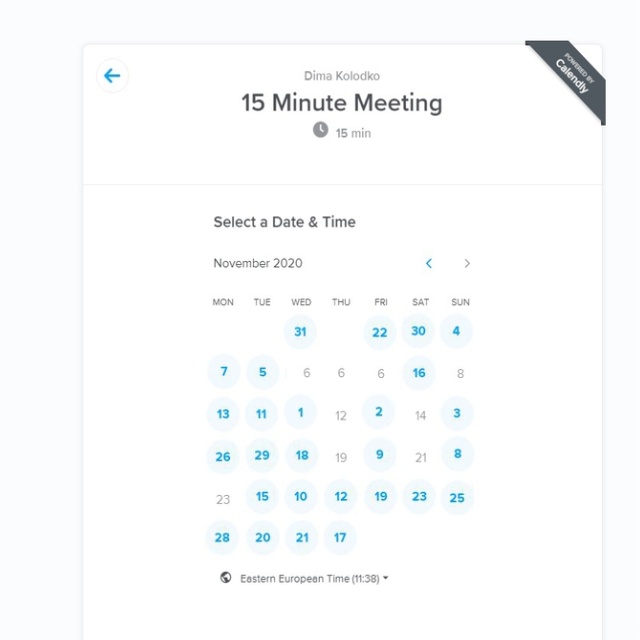 POWERED BY
Calendly
Dima Kolodko
15 Minute Meeting
15 min
Select a Date & Time
November 2020
MON TUE WED THU FRI SAT SUN
31 22 30 4
7 5 6 6 6 16 8
13 11 1 12 2 14 3
26 29 18 19 9 21 8
23 15 10 12 19 23 25
28 20 21 17
Eastern European Time (11:38)